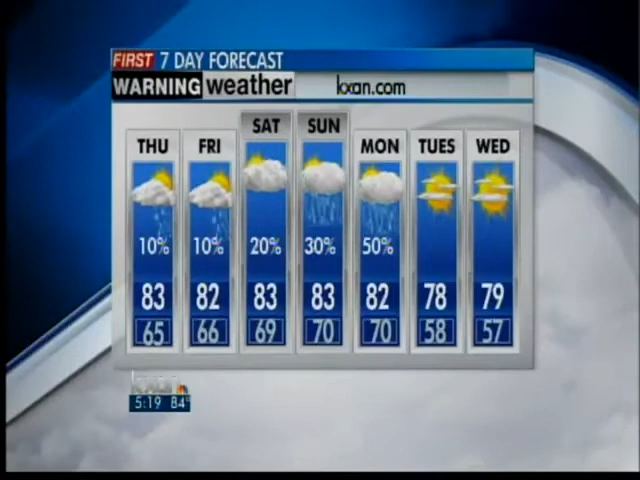 FIRST 7 DAY FORECAST
WARNING weather kxan.com
THU FRI SAT SUN MON TUES WED
10% 10% 20% 30% 50%
83 82 83 83 82 78 79
65 66 69 70 70 58 57
kxan
5:19 84°